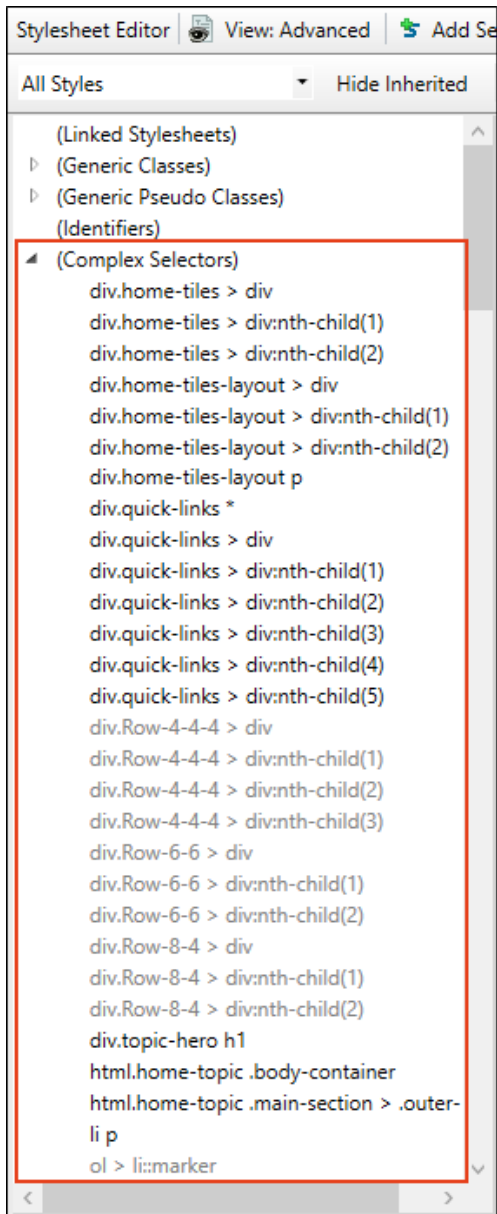 Stylesheet Editor View: Advanced Add Se
All Styles Hide Inherited
(Linked Stylesheets)
(Generic Classes)
(Generic Pseudo Classes)
(Identifiers)
(Complex Selectors)
div.home-tiles > div
div.home-tiles > div:nth-child(1)
div.home-tiles > div:nth-child(2)
div.home-tiles-layout > div
div.home-tiles-layout > div:nth-child(1)
div.home-tiles-layout > div:nth-child(2)
div.home-tiles-layout p
div.quick-links *
div.quick-links > div
div.quick-links > div:nth-child(1)
div.quick-links > div:nth-child(2)
div.quick-links > div:nth-child(3)
div.quick-links > div:nth-child(4)
div.quick-links > div:nth-child(5)
div.Row-4-4-4 > div
div.Row-4-4-4 > div:nth-child(1)
div.Row-4-4-4 > div:nth-child(2)
div.Row-4-4-4 > div:nth-child(3)
div.Row-6-6 > div
div.Row-6-6 > div:nth-child(1)
div.Row-6-6 > div:nth-child(2)
div.Row-8-4 > div
div.Row-8-4 > div:nth-child(1)
div.Row-8-4 > div:nth-child(2)
div.topic-hero h1
html.home-topic .body-container
html.home-topic .main-section > .outer-
li p
ol > li::marker